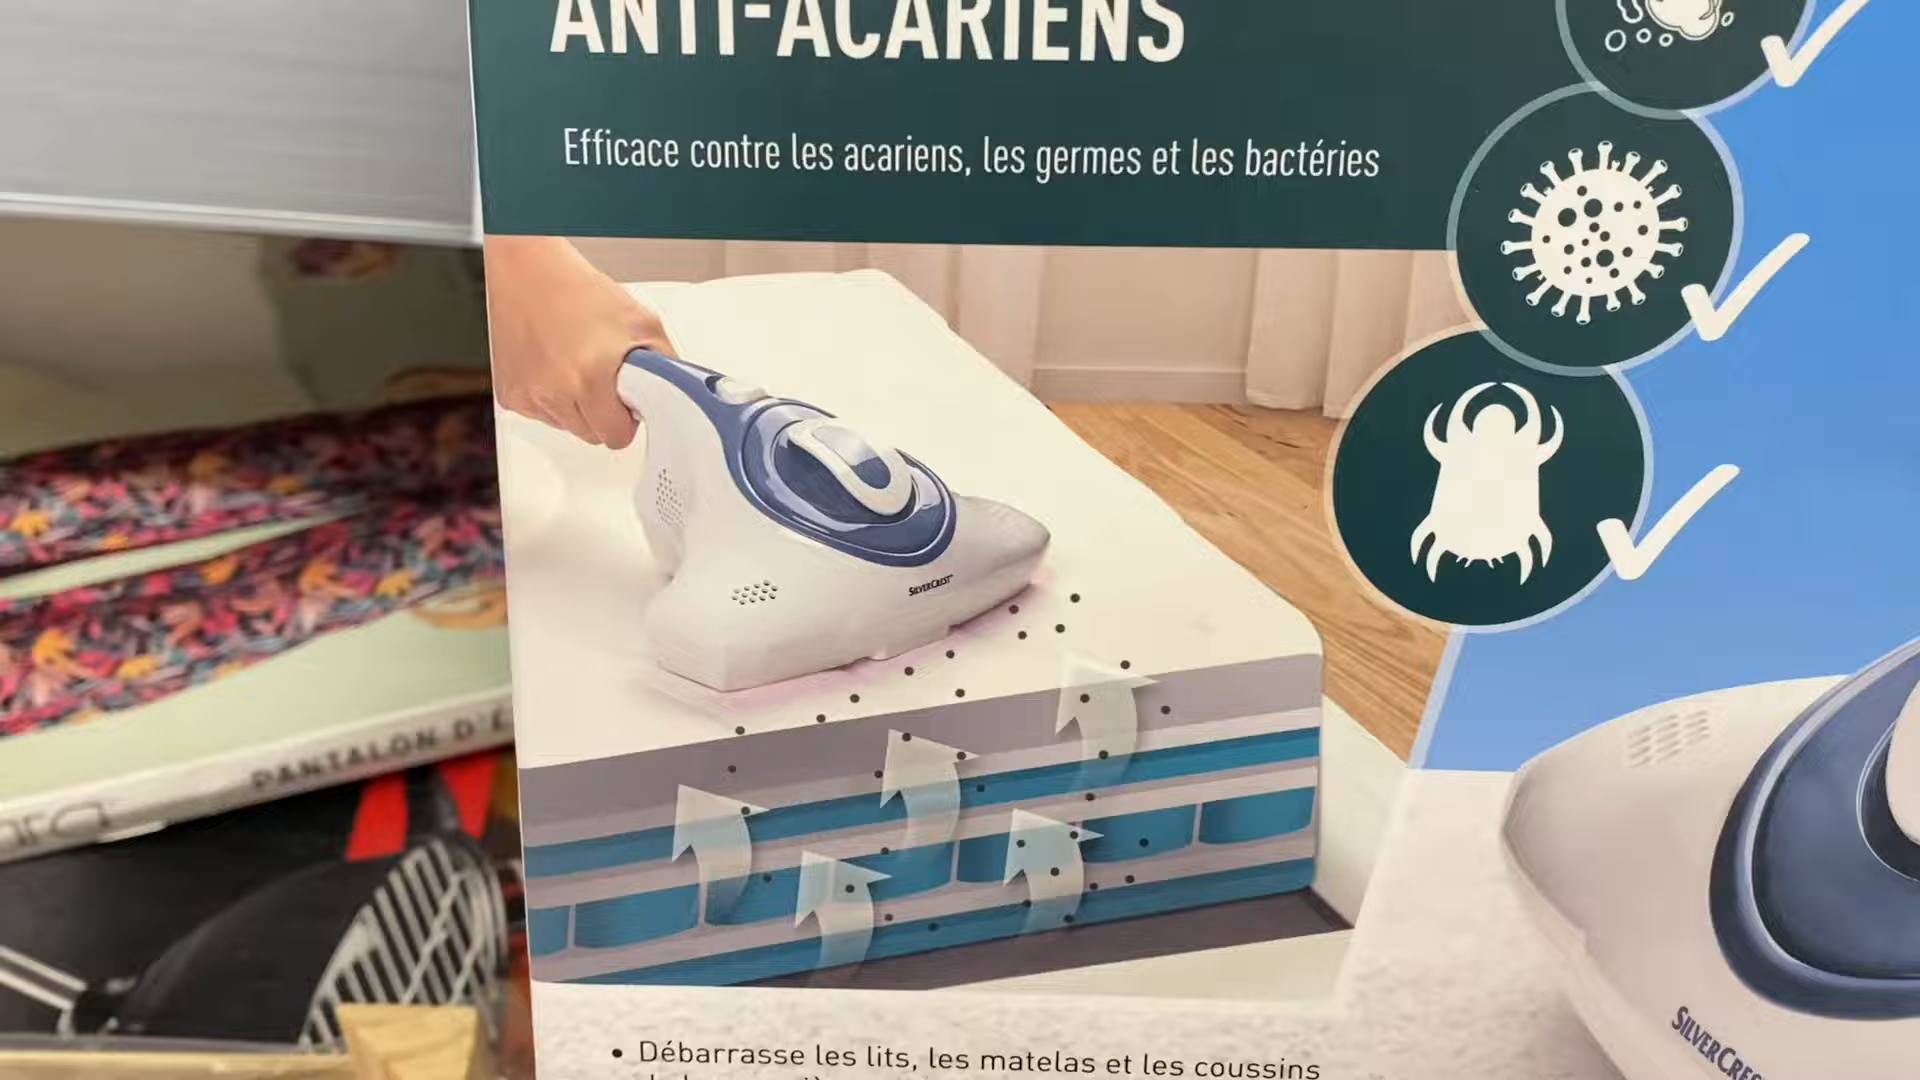 ANTI-ACARIENS
Efficace contre les acariens, les germes et les bactéries
SILVERCREST
PANTALON D'
• Débarrasse les lits, les matelas et les coussins
SILVERCRES